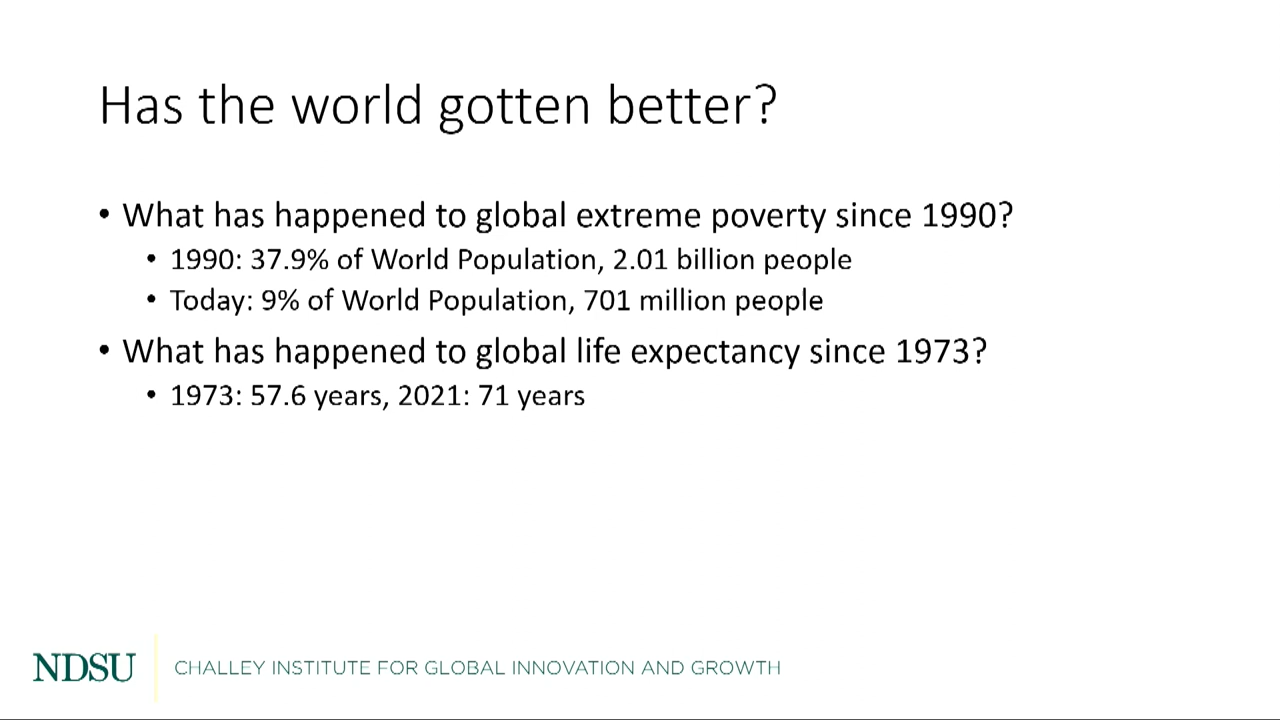 Has the world gotten better?
• What has happened to global extreme poverty since 1990?
• 1990: 37.9% of World Population, 2.01 billion people
• Today: 9% of World Population, 701 million people
• What has happened to global life expectancy since 1973?
• 1973: 57.6 years, 2021: 71 years
NDSU CHALLEY INSTITUTE FOR GLOBAL INNOVATION AND GROWTH